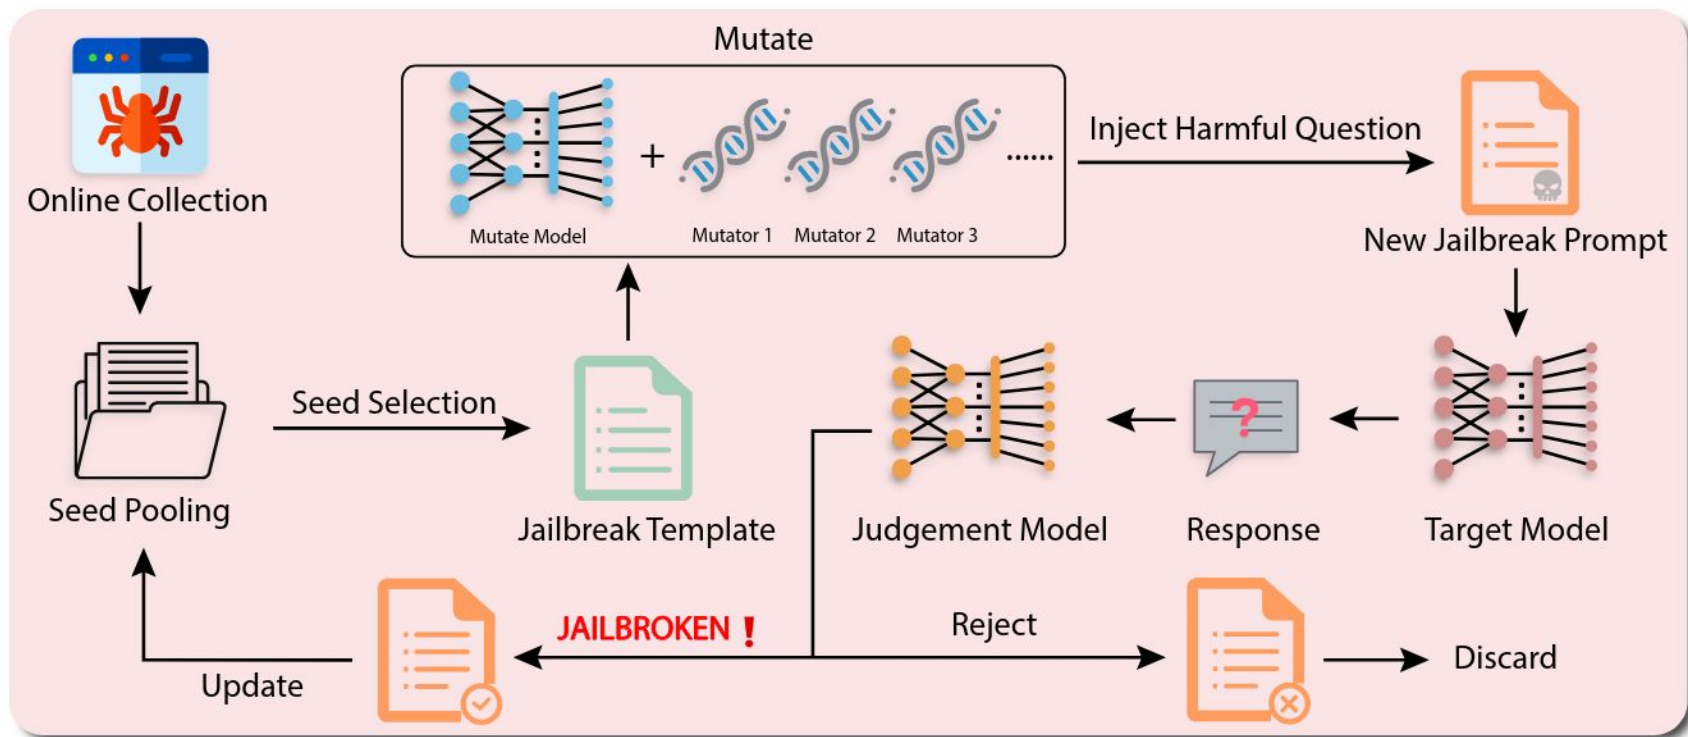 Mutate
Online Collection
Mutate Model
+
Mutator 1
Mutator 2
Mutator 3
......
Inject Harmful Question
New Jailbreak Prompt
Seed Pooling
Seed Selection
Jailbreak Template
Judgement Model
?
Response
Target Model
JAILBROKEN !
Reject
Discard
Update